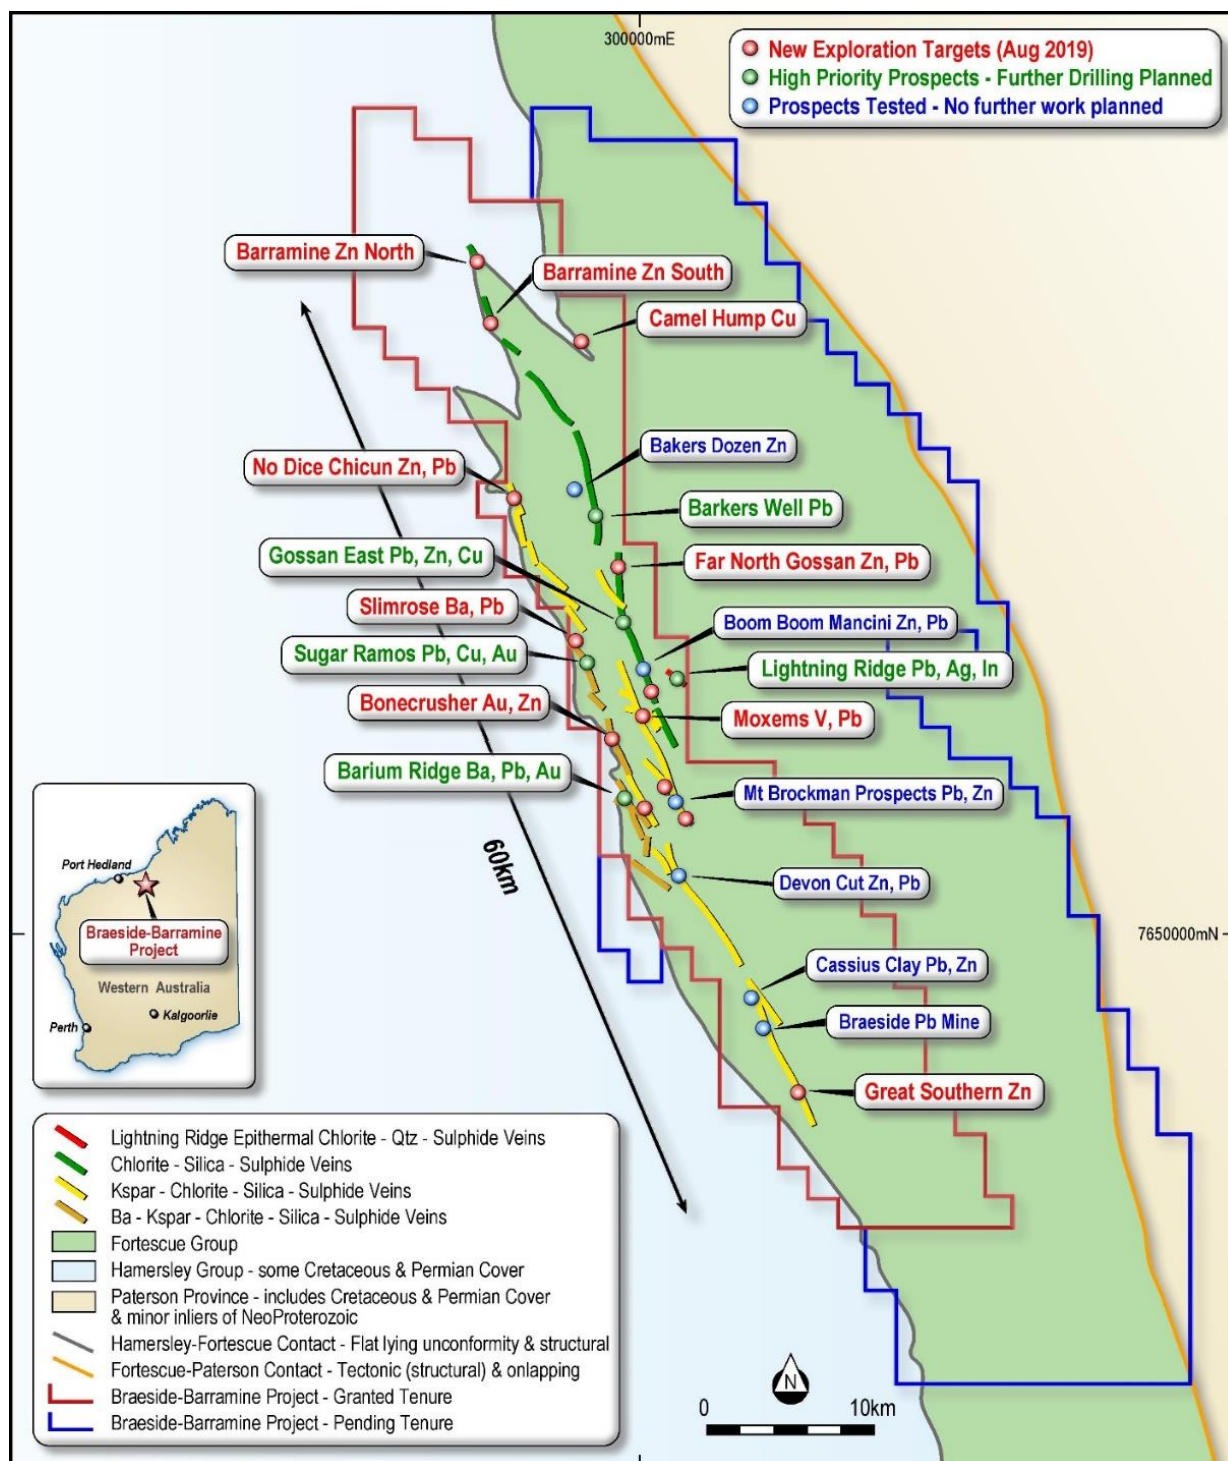 300000mE
New Exploration Targets (Aug 2019)
High Priority Prospects - Further Drilling Planned
Prospects Tested - No further work planned
Barramine Zn North
Barramine Zn South
Camel Hump Cu
Bakers Dozen Zn
No Dice Chicun Zn, Pb
Barkers Well Pb
Gossan East Pb, Zn, Cu
Far North Gossan Zn, Pb
Slimrose Ba, Pb
Boom Boom Mancini Zn, Pb
Sugar Ramos Pb, Cu, Au
Lightning Ridge Pb, Ag, In
Bonecrusher Au, Zn
Moxems V, Pb
Barium Ridge Ba, Pb, Au
Mt Brockman Prospects Pb, Zn
60km
Devon Cut Zn, Pb
7650000mN
Cassius Clay Pb, Zn
Braeside Pb Mine
Great Southern Zn
Port Hedland
Braeside-Barramine
Project
Western Australia
Kalgoorlie
Perth
Lightning Ridge Epithermal Chlorite - Qtz - Sulphide Veins
Chlorite - Silica - Sulphide Veins
Kspar - Chlorite - Silica - Sulphide Veins
Ba - Kspar - Chlorite - Silica - Sulphide Veins
Fortescue Group
Hamersley Group - some Cretaceous & Permian Cover
Paterson Province - includes Cretaceous & Permian Cover
& minor inliers of NeoProterozoic
Hamersley-Fortescue Contact - Flat lying unconformity & structural
Fortescue-Paterson Contact - Tectonic (structural) & onlapping
Braeside-Barramine Project - Granted Tenure
Braeside-Barramine Project - Pending Tenure
N
0 10km